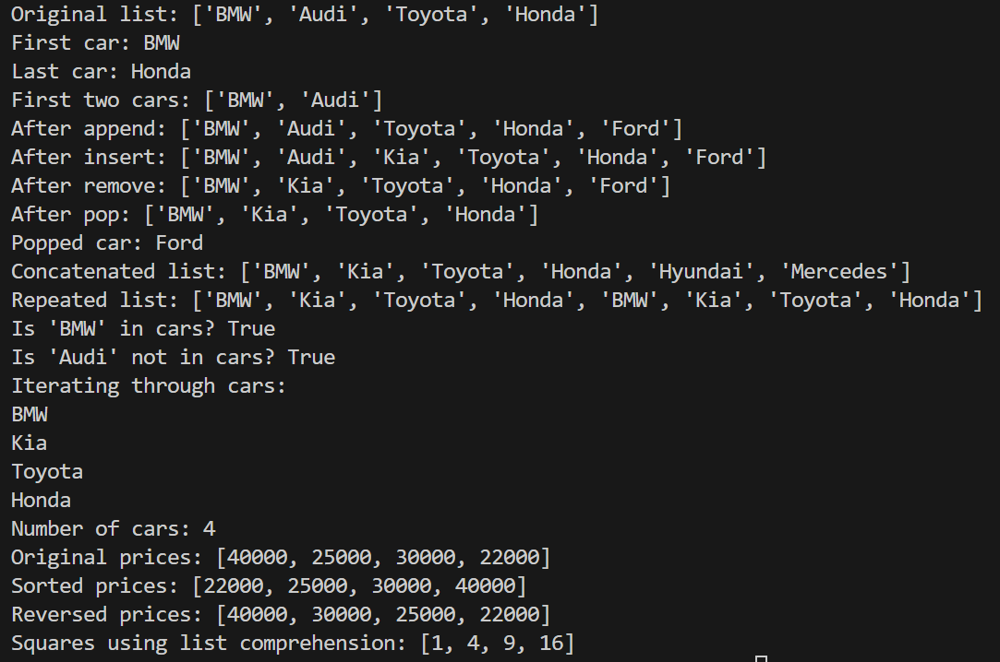 Original list: ['BMW', 'Audi', 'Toyota', 'Honda']
First car: BMW
Last car: Honda
First two cars: ['BMW', 'Audi']
After append: ['BMW', 'Audi', 'Toyota', 'Honda', 'Ford']
After insert: ['BMW', 'Audi', 'Kia', 'Toyota', 'Honda', 'Ford']
After remove: ['BMW', 'Kia', 'Toyota', 'Honda', 'Ford']
After pop: ['BMW', 'Kia', 'Toyota', 'Honda']
Popped car: Ford
Concatenated list: ['BMW', 'Kia', 'Toyota', 'Honda', 'Hyundai', 'Mercedes']
Repeated list: ['BMW', 'Kia', 'Toyota', 'Honda', 'BMW', 'Kia', 'Toyota', 'Honda']
Is 'BMW' in cars? True
Is 'Audi' not in cars? True
Iterating through cars:
BMW
Kia
Toyota
Honda
Number of cars: 4
Original prices: [40000, 25000, 30000, 22000]
Sorted prices: [22000, 25000, 30000, 40000]
Reversed prices: [40000, 30000, 25000, 22000]
Squares using list comprehension: [1, 4, 9, 16]